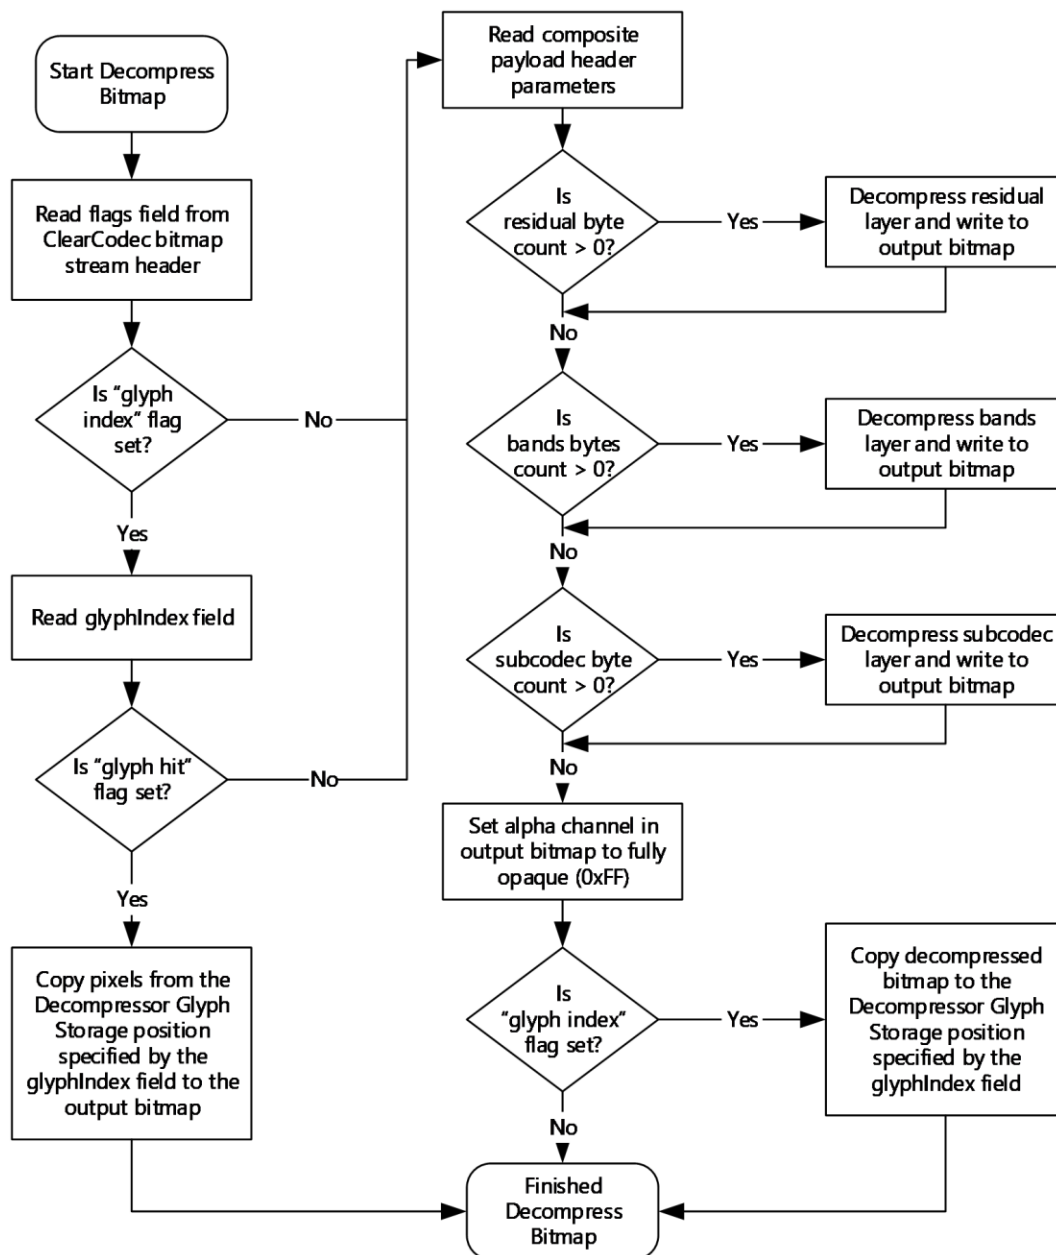 Start Decompress
Bitmap
Read flags field from
ClearCodec bitmap
stream header
Is “glyph
index” flag
set?
No
Yes
Read glyphIndex field
Is “glyph hit”
flag set?
No
Yes
Copy pixels from the
Decompressor Glyph
Storage position
specified by the
glyphIndex field to the
output bitmap
Read composite
payload header
parameters
Is
residual byte
count > 0?
Yes
Decompress residual
layer and write to
output bitmap
No
Is
bands bytes
count > 0?
Yes
Decompress bands
layer and write to
output bitmap
No
Is
subcodec byte
count > 0?
Yes
Decompress subcodec
layer and write to
output bitmap
No
Set alpha channel in
output bitmap to fully
opaque (0xFF)
Is
“glyph index”
flag set?
Yes
Copy decompressed
bitmap to the
Decompressor Glyph
Storage position
specified by the
glyphIndex field
No
Finished
Decompress
Bitmap